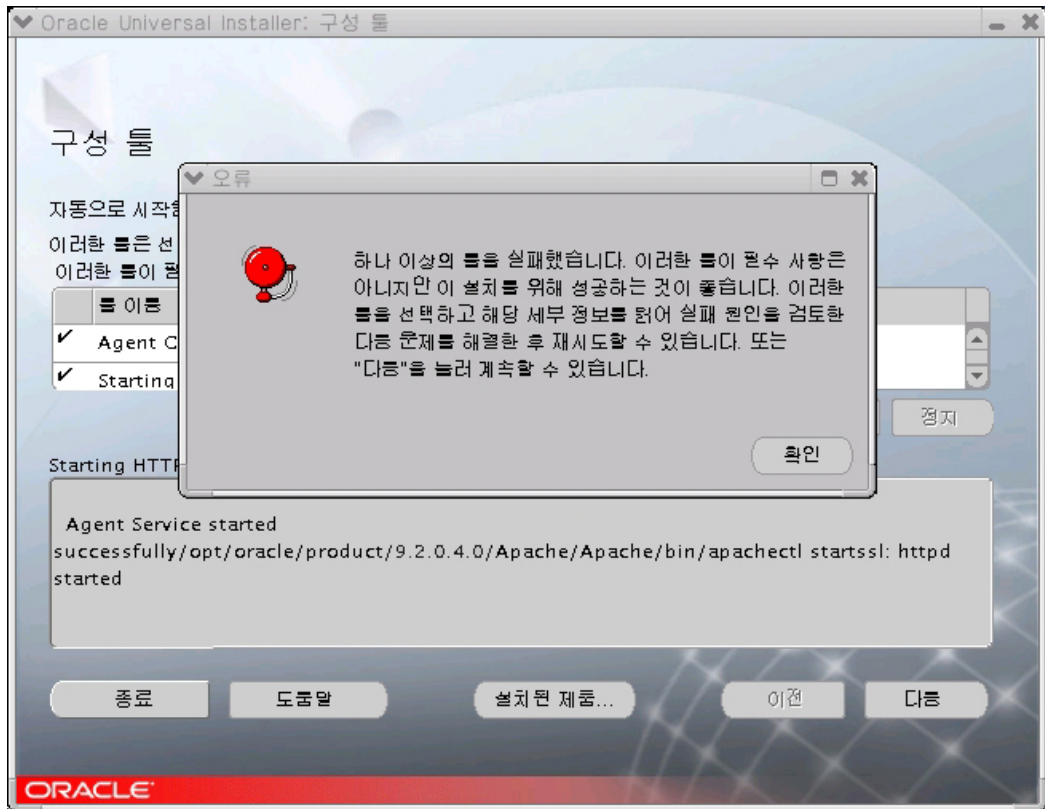 Oracle Universal Installer: 구성 툴
구성 툴
오류
자동으로 시작
이러한 툴은 선
이러한 툴이 필
하나 이상의 툴을 실패했습니다. 이러한 툴이 필수 사항은
아니지만 이 설치를 위해 성공하는 것이 좋습니다. 이러한
툴을 선택하고 해당 세부 정보를 읽어 실패 원인을 검토한
다음 문제를 해결한 후 재시도할 수 있습니다. 또는
"다음"을 눌러 계속할 수 있습니다.
확인
툴 이름
Agent C
Starting
정지
Starting HTTP
Agent Service started
successfully/opt/oracle/product/9.2.0.4.0/Apache/Apache/bin/apachectl startssl: httpd
started
종료 도움말 설치된 제품... 이전 다음
ORACLE